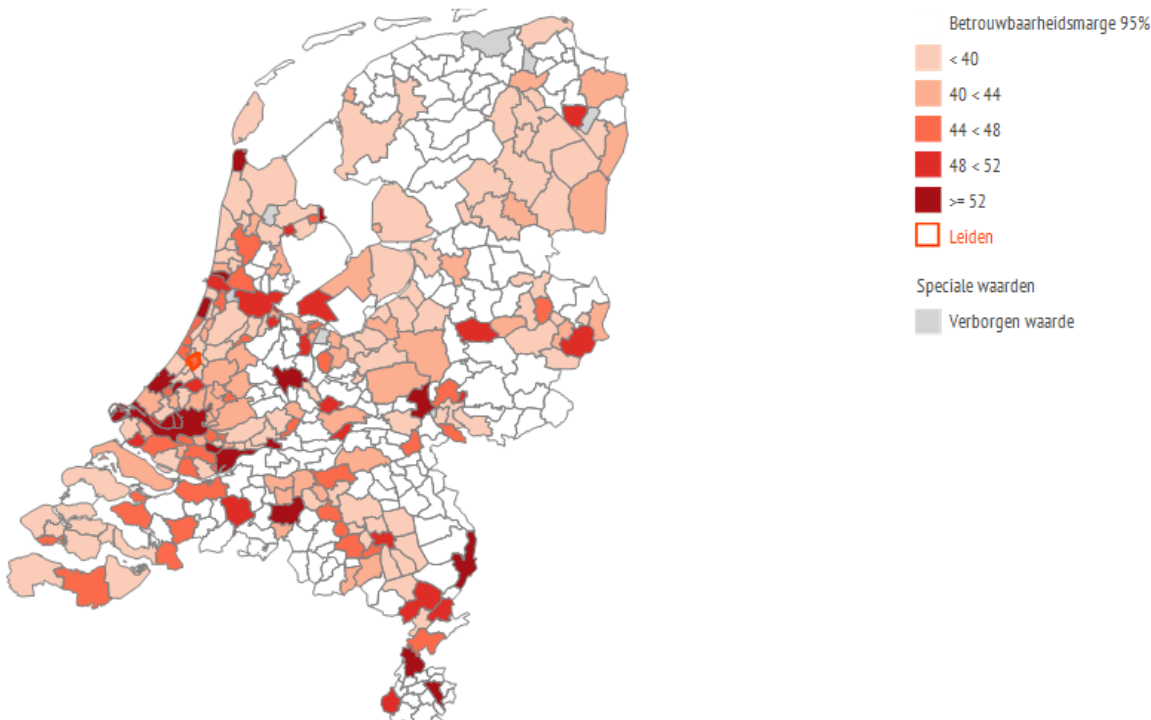 Betrouwbaarheidsmarge 95%
< 40
40 < 44
44 < 48
48 < 52
>= 52
Leiden
Speciale waarden
Verborgen waarde